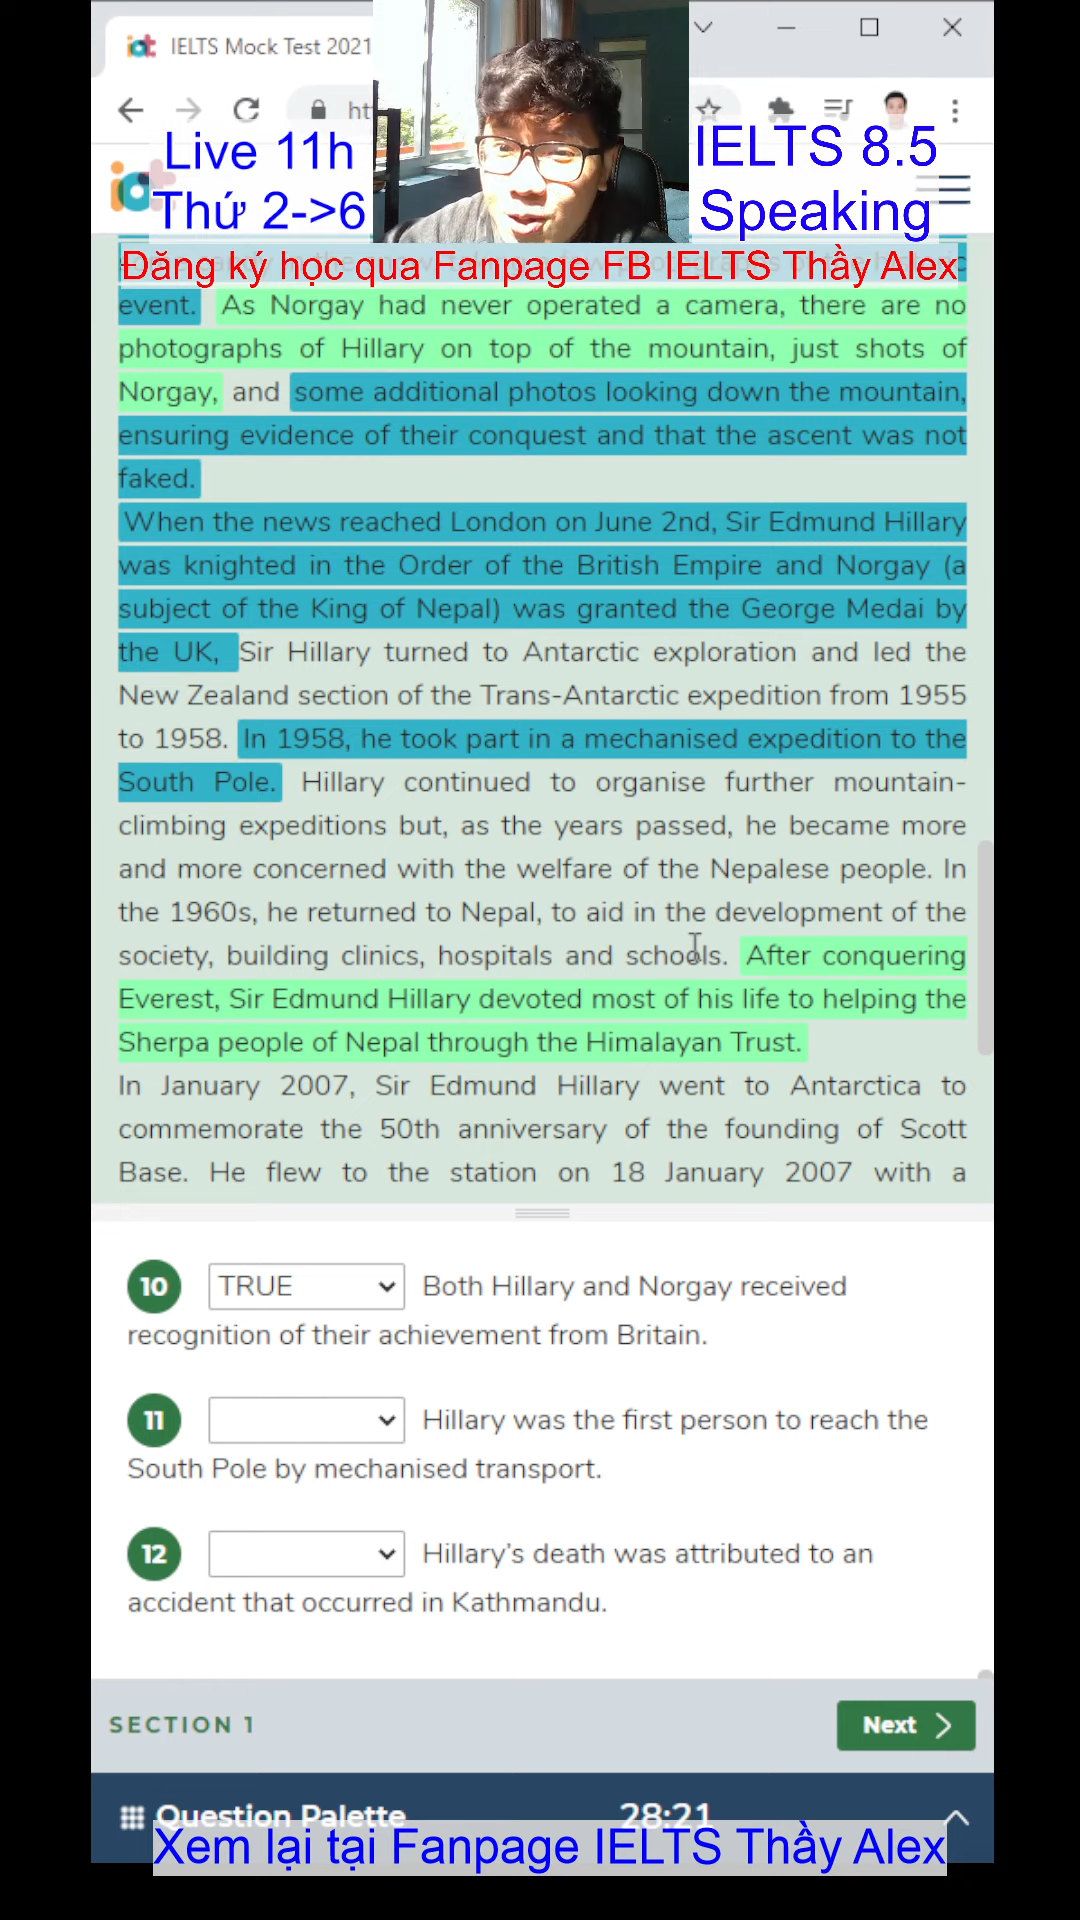 IELTS Mock Test 2021
Live 11h
Thứ 2->6
IELTS 8.5
Speaking
Đăng ký học qua Fanpage FB IELTS Thầy Alex
event. As Norgay had never operated a camera, there are no
photographs of Hillary on top of the mountain, just shots of
Norgay, and some additional photos looking down the mountain,
ensuring evidence of their conquest and that the ascent was not
faked.
When the news reached London on June 2nd, Sir Edmund Hillary
was knighted in the Order of the British Empire and Norgay (a
subject of the King of Nepal) was granted the George Medai by
the UK, Sir Hillary turned to Antarctic exploration and led the
New Zealand section of the Trans-Antarctic expedition from 1955
to 1958. In 1958, he took part in a mechanised expedition to the
South Pole. Hillary continued to organise further mountain-
climbing expeditions but, as the years passed, he became more
and more concerned with the welfare of the Nepalese people. In
the 1960s, he returned to Nepal, to aid in the development of the
society, building clinics, hospitals and schools. After conquering
Everest, Sir Edmund Hillary devoted most of his life to helping the
Sherpa people of Nepal through the Himalayan Trust.
In January 2007, Sir Edmund Hillary went to Antarctica to
commemorate the 50th anniversary of the founding of Scott
Base. He flew to the station on 18 January 2007 with a
10 TRUE Both Hillary and Norgay received
recognition of their achievement from Britain.
11 Hillary was the first person to reach the
South Pole by mechanised transport.
12 Hillary's death was attributed to an
accident that occurred in Kathmandu.
SECTION 1 Next
Question Palette 28:21
Xem lại tại Fanpage IELTS Thầy Alex